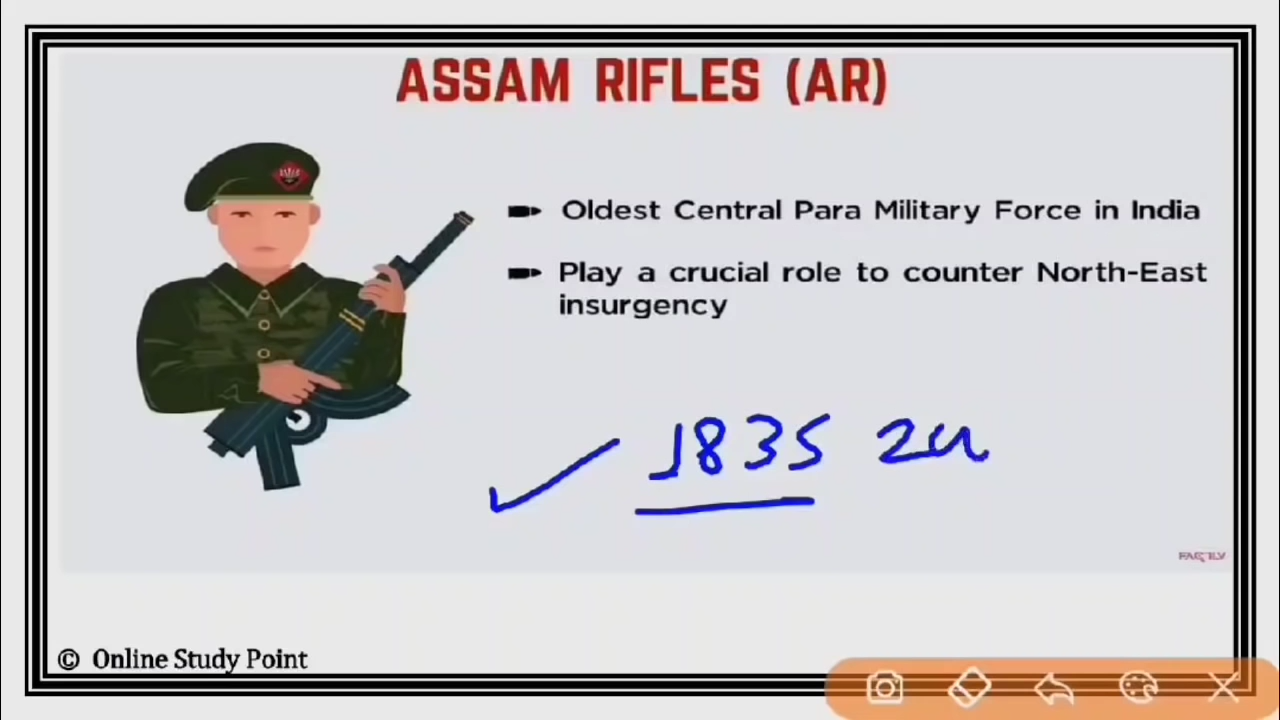 ASSAM RIFLES (AR)
Oldest Central Para Military Force in India
Play a crucial role to counter North-East
insurgency
1835
FACTLY
© Online Study Point